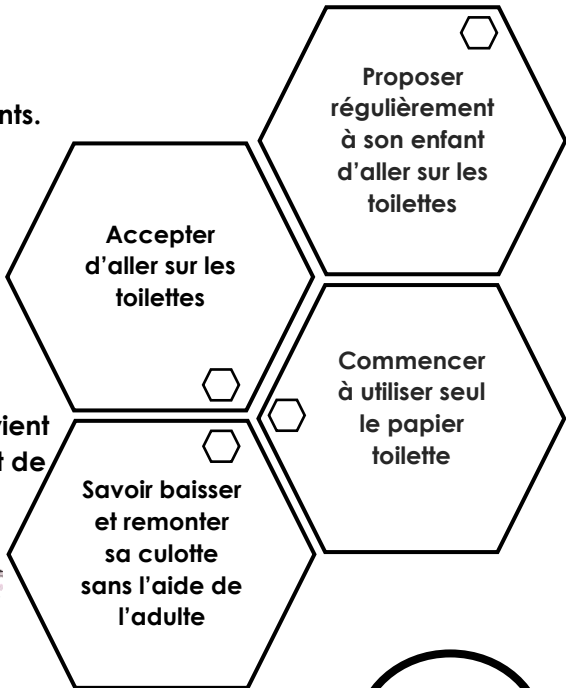 Proposer
régulièrement
à son enfant
d'aller sur les
toilettes
nts.
Accepter
d'aller sur les
toilettes
Commencer
à utiliser seul
le papier
toilette
vient
t de
Savoir baisser
et remonter
sa culotte
sans l'aide de
l'adulte